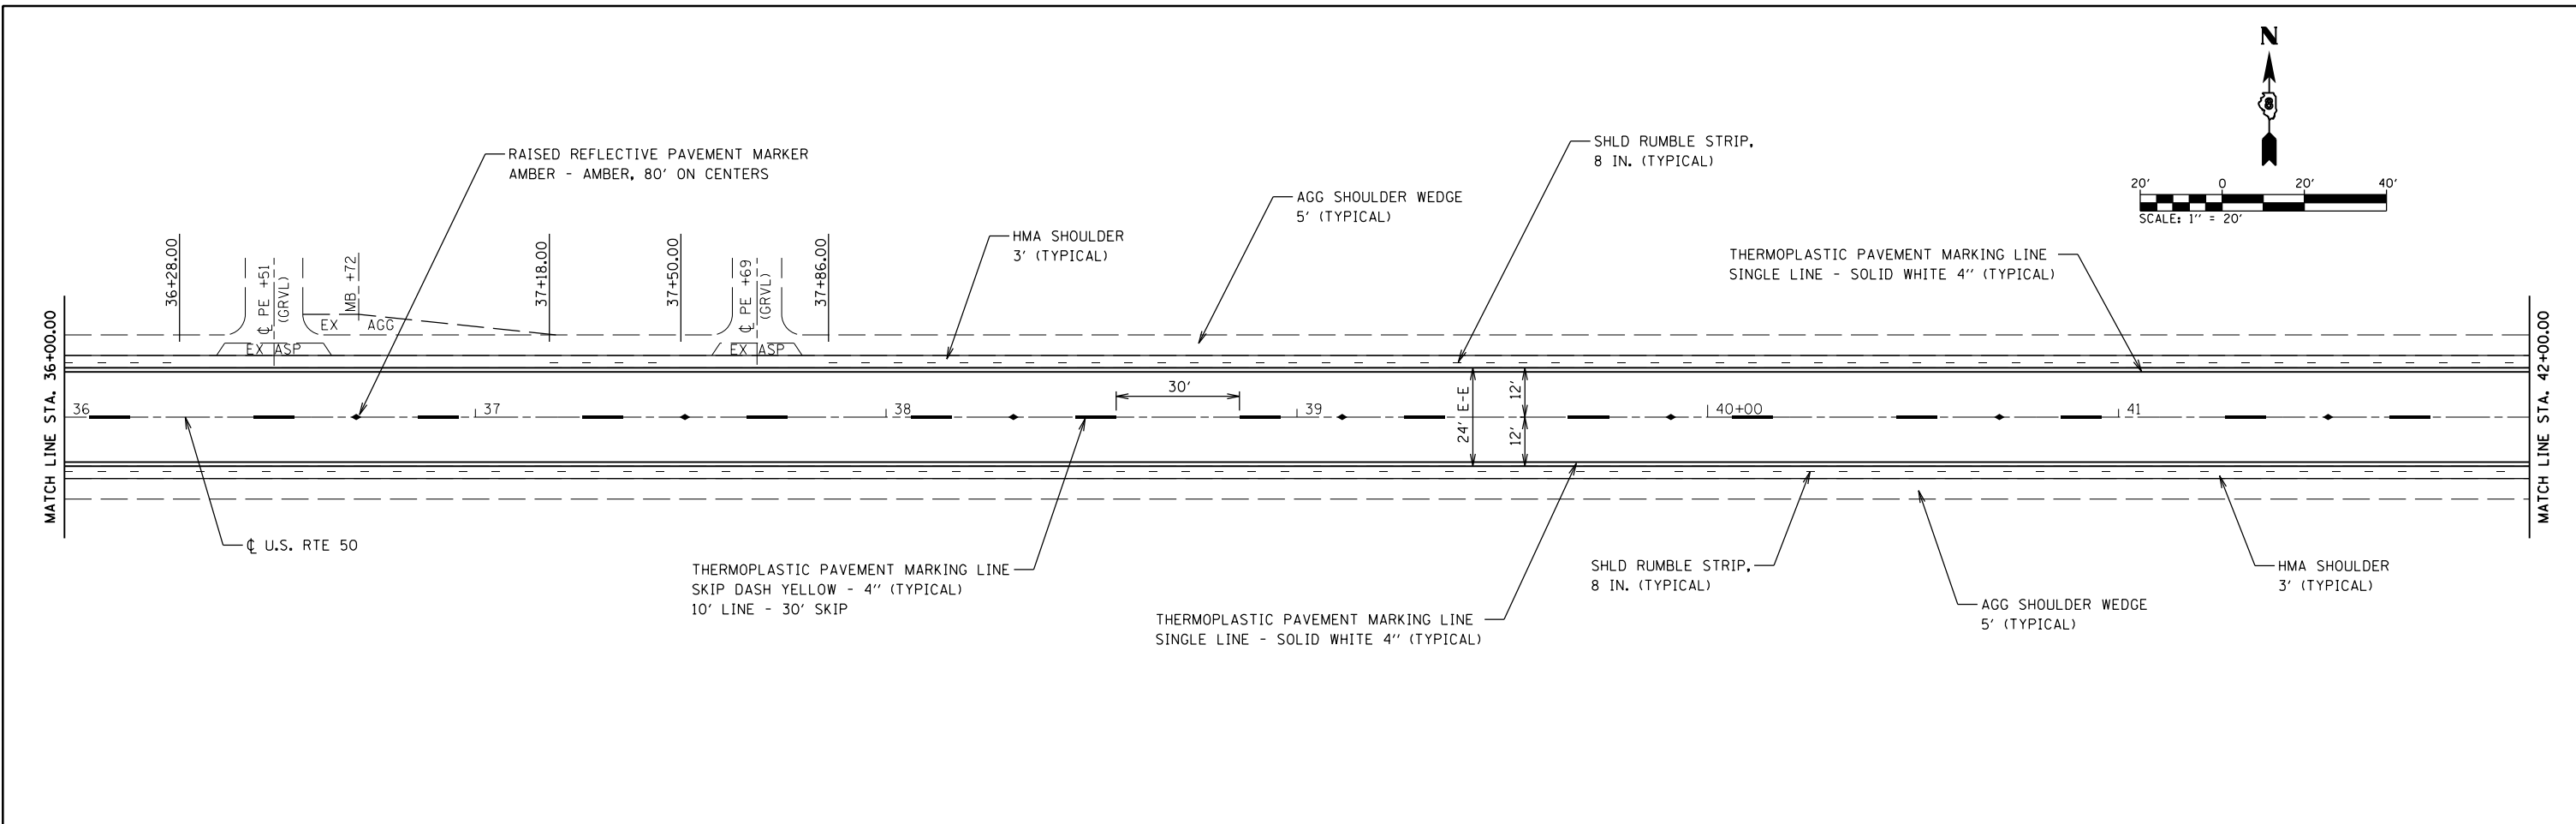 N
8
20' 0 20' 40'
SCALE: 1" = 20'
RAISED REFLECTIVE PAVEMENT MARKER
AMBER - AMBER, 80' ON CENTERS
SHLD RUMBLE STRIP,
8 IN. (TYPICAL)
AGG SHOULDER WEDGE
5' (TYPICAL)
HMA SHOULDER
3' (TYPICAL)
THERMOPLASTIC PAVEMENT MARKING LINE
SINGLE LINE - SOLID WHITE 4" (TYPICAL)
36+28.00
℄ PE +51
(GRVL)
MB +72
37+18.00
37+50.00
℄ PE +69
(GRVL)
37+86.00
EX AGG
EX ASP
EX ASP
MATCH LINE STA. 36+00.00
MATCH LINE STA. 42+00.00
30'
24' E-E
12'
12'
36 37 38 39 40+00 41
℄ U.S. RTE 50
THERMOPLASTIC PAVEMENT MARKING LINE
SKIP DASH YELLOW - 4" (TYPICAL)
10' LINE - 30' SKIP
THERMOPLASTIC PAVEMENT MARKING LINE
SINGLE LINE - SOLID WHITE 4" (TYPICAL)
SHLD RUMBLE STRIP,
8 IN. (TYPICAL)
AGG SHOULDER WEDGE
5' (TYPICAL)
HMA SHOULDER
3' (TYPICAL)